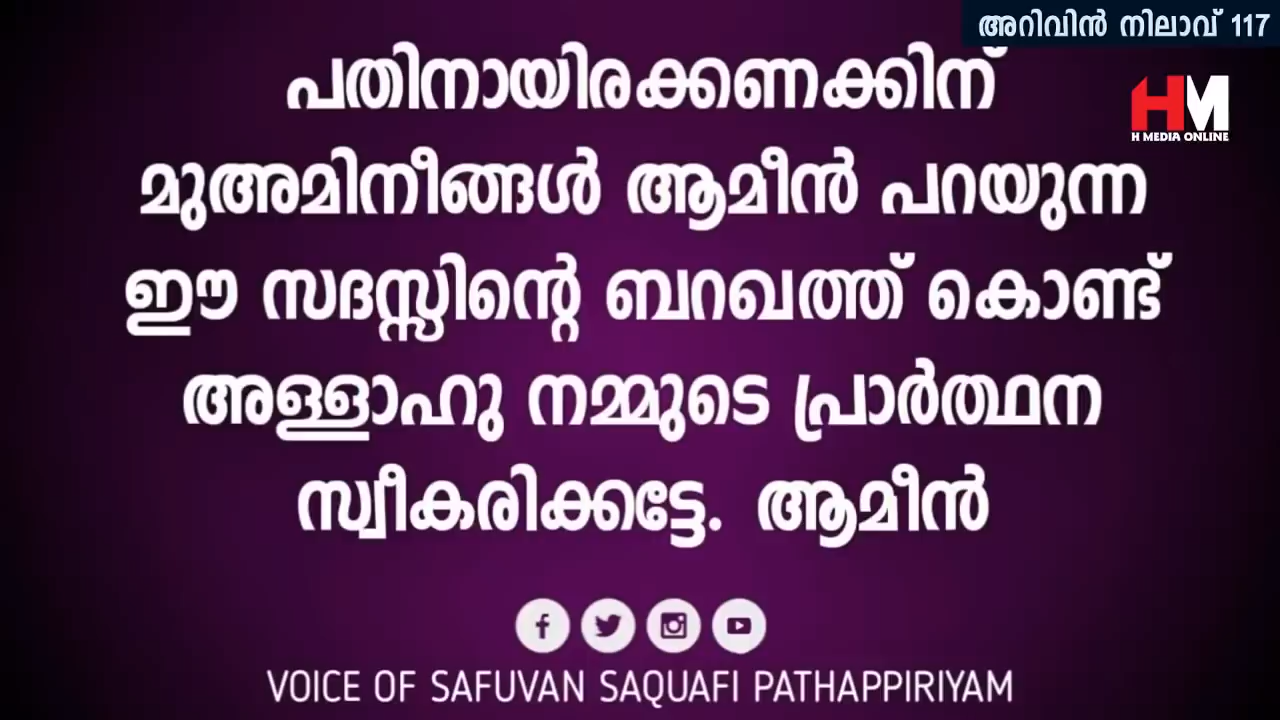 അറിവിൻ നിലാവ് 117
HM
H MEDIA ONLINE
പതിനായിരക്കണക്കിന്
മുഅമിനീങ്ങൾ ആമീൻ പറയുന്ന
ഈ സദസ്സിന്റെ ബറഖത്ത് കൊണ്ട്
അള്ളാഹു നമ്മുടെ പ്രാർത്ഥന
സ്വീകരിക്കട്ടേ. ആമീൻ
VOICE OF SAFUVAN SAQUAFI PATHAPPIRIYAM